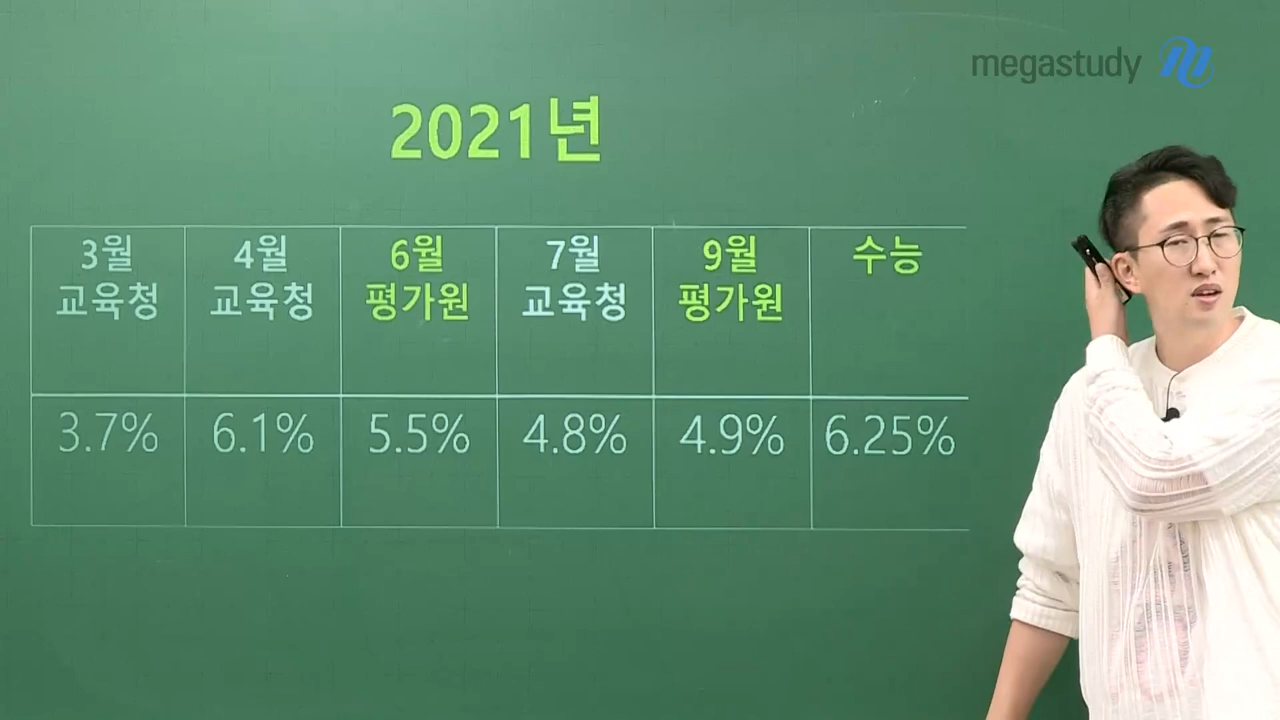 megastudy
2021년
3월 4월 6월 7월 9월 수능
교육청 교육청 평가원 교육청 평가원
3.7% 6.1% 5.5% 4.8% 4.9% 6.25%